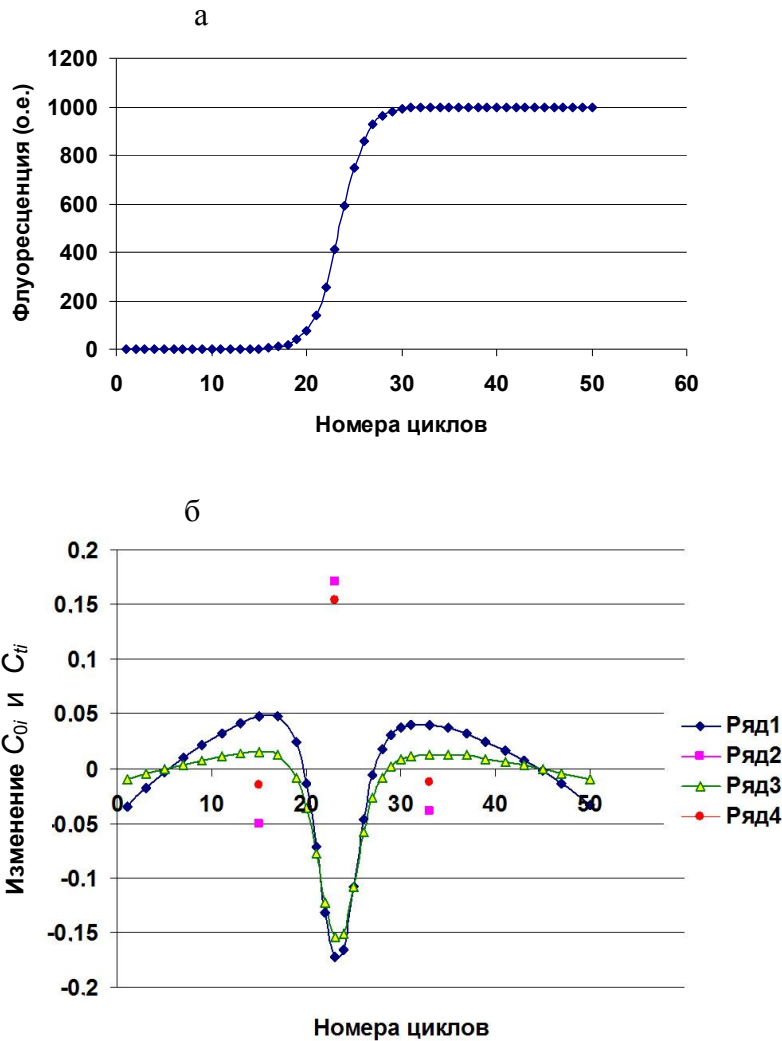 а
1200
1000
800
600
400
200
0
0 10 20 30 40 50 60
Флуоресценция (о.е.)
Номера циклов
б
0.2
0.15
0.1
0.05
0
-0.05
-0.1
-0.15
-0.2
0 10 20 30 40 50
Изменение C0i и Cti
Номера циклов
Ряд1
Ряд2
Ряд3
Ряд4